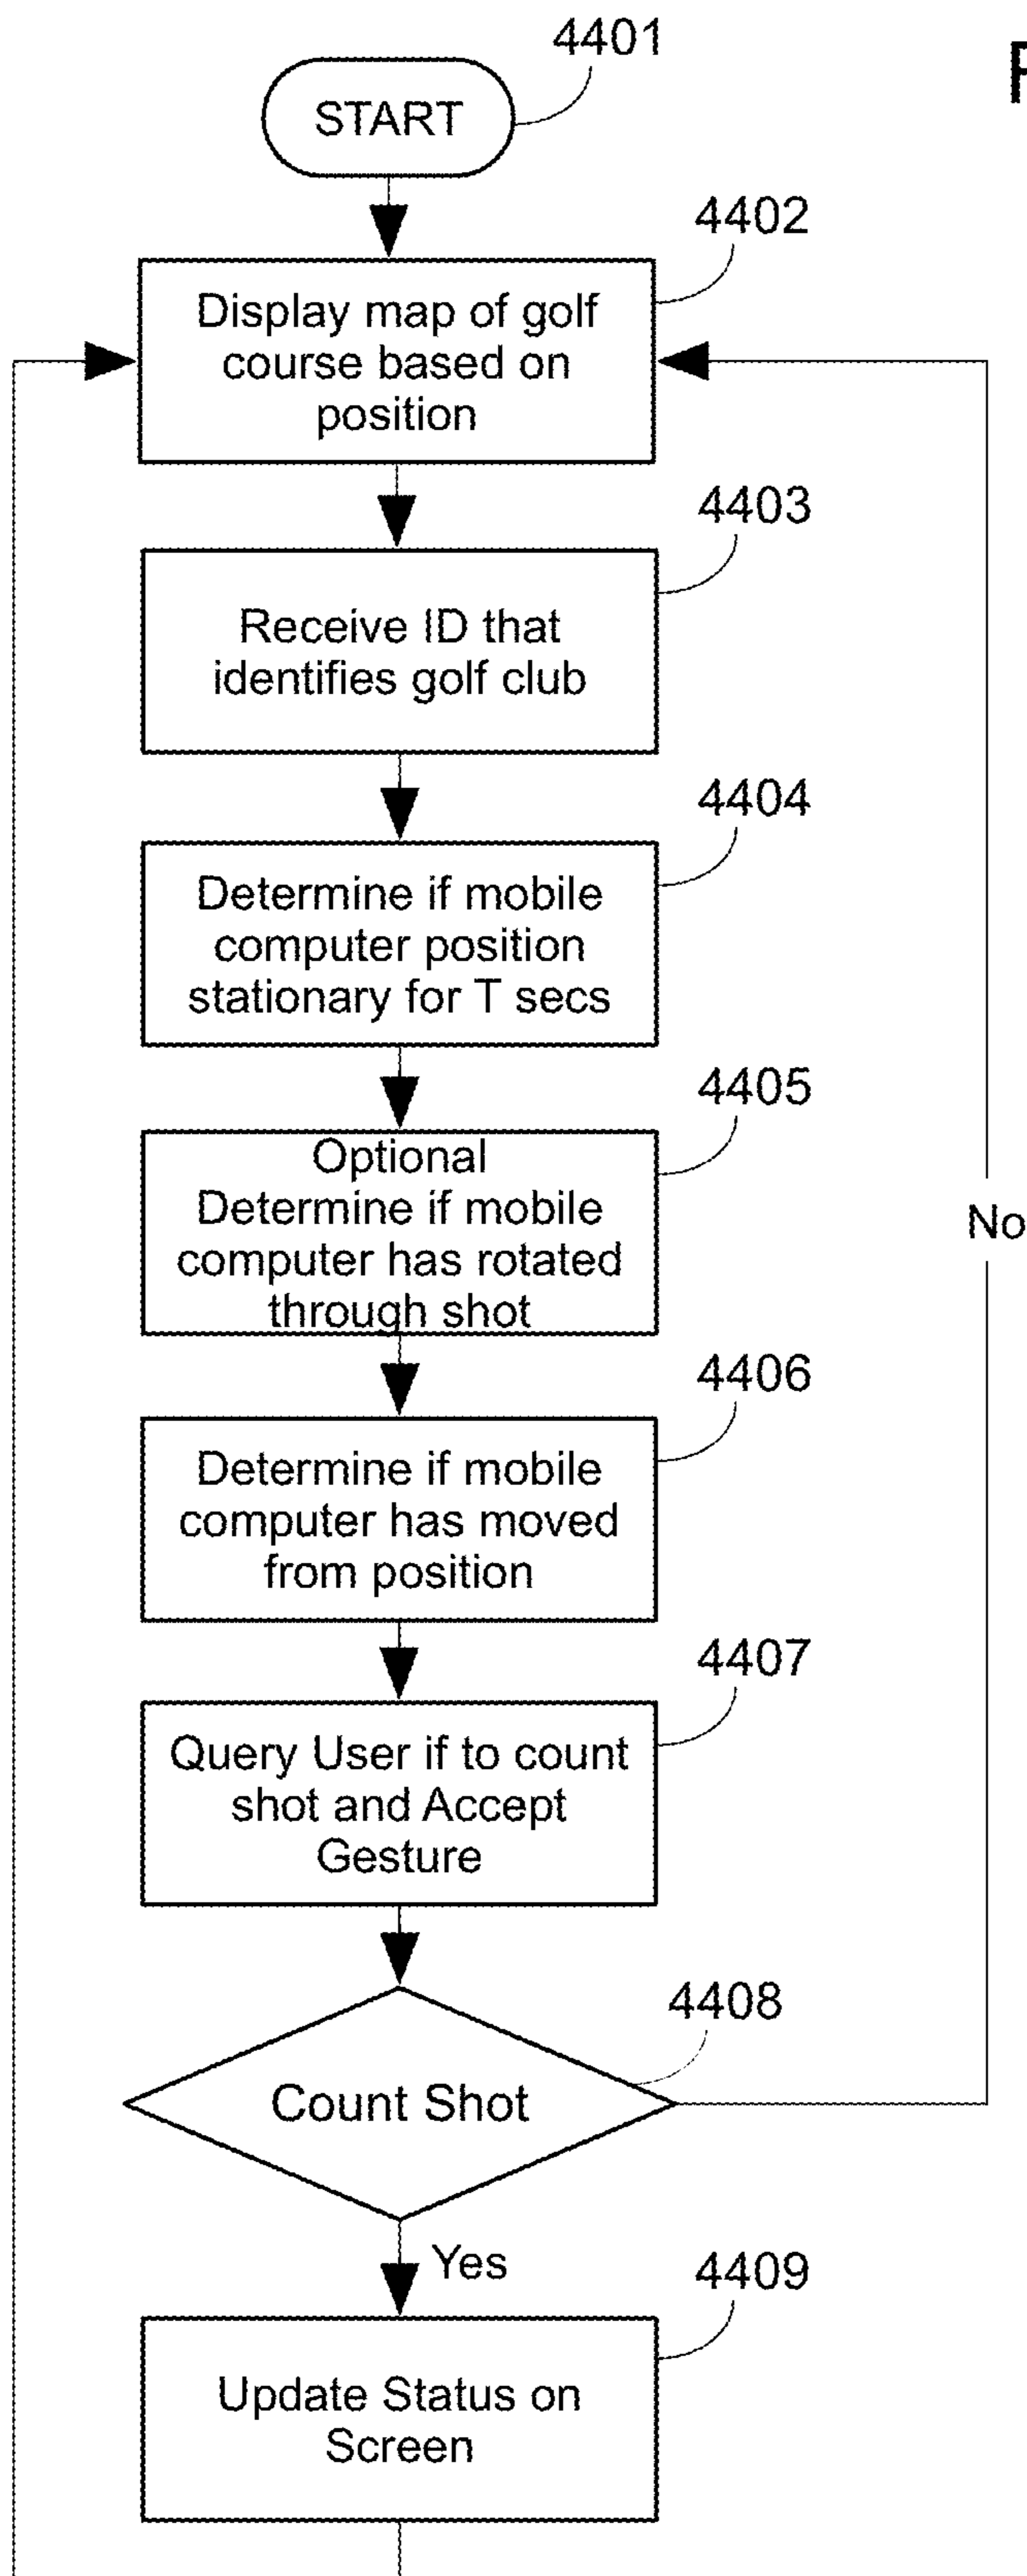 4401
START
4402
Display map of golf
course based on
position
4403
Receive ID that
identifies golf club
4404
Determine if mobile
computer position
stationary for T secs
4405
Optional
Determine if mobile
computer has rotated
through shot
No
4406
Determine if mobile
computer has moved
from position
4407
Query User if to count
shot and Accept
Gesture
4408
Count Shot
Yes
4409
Update Status on
Screen